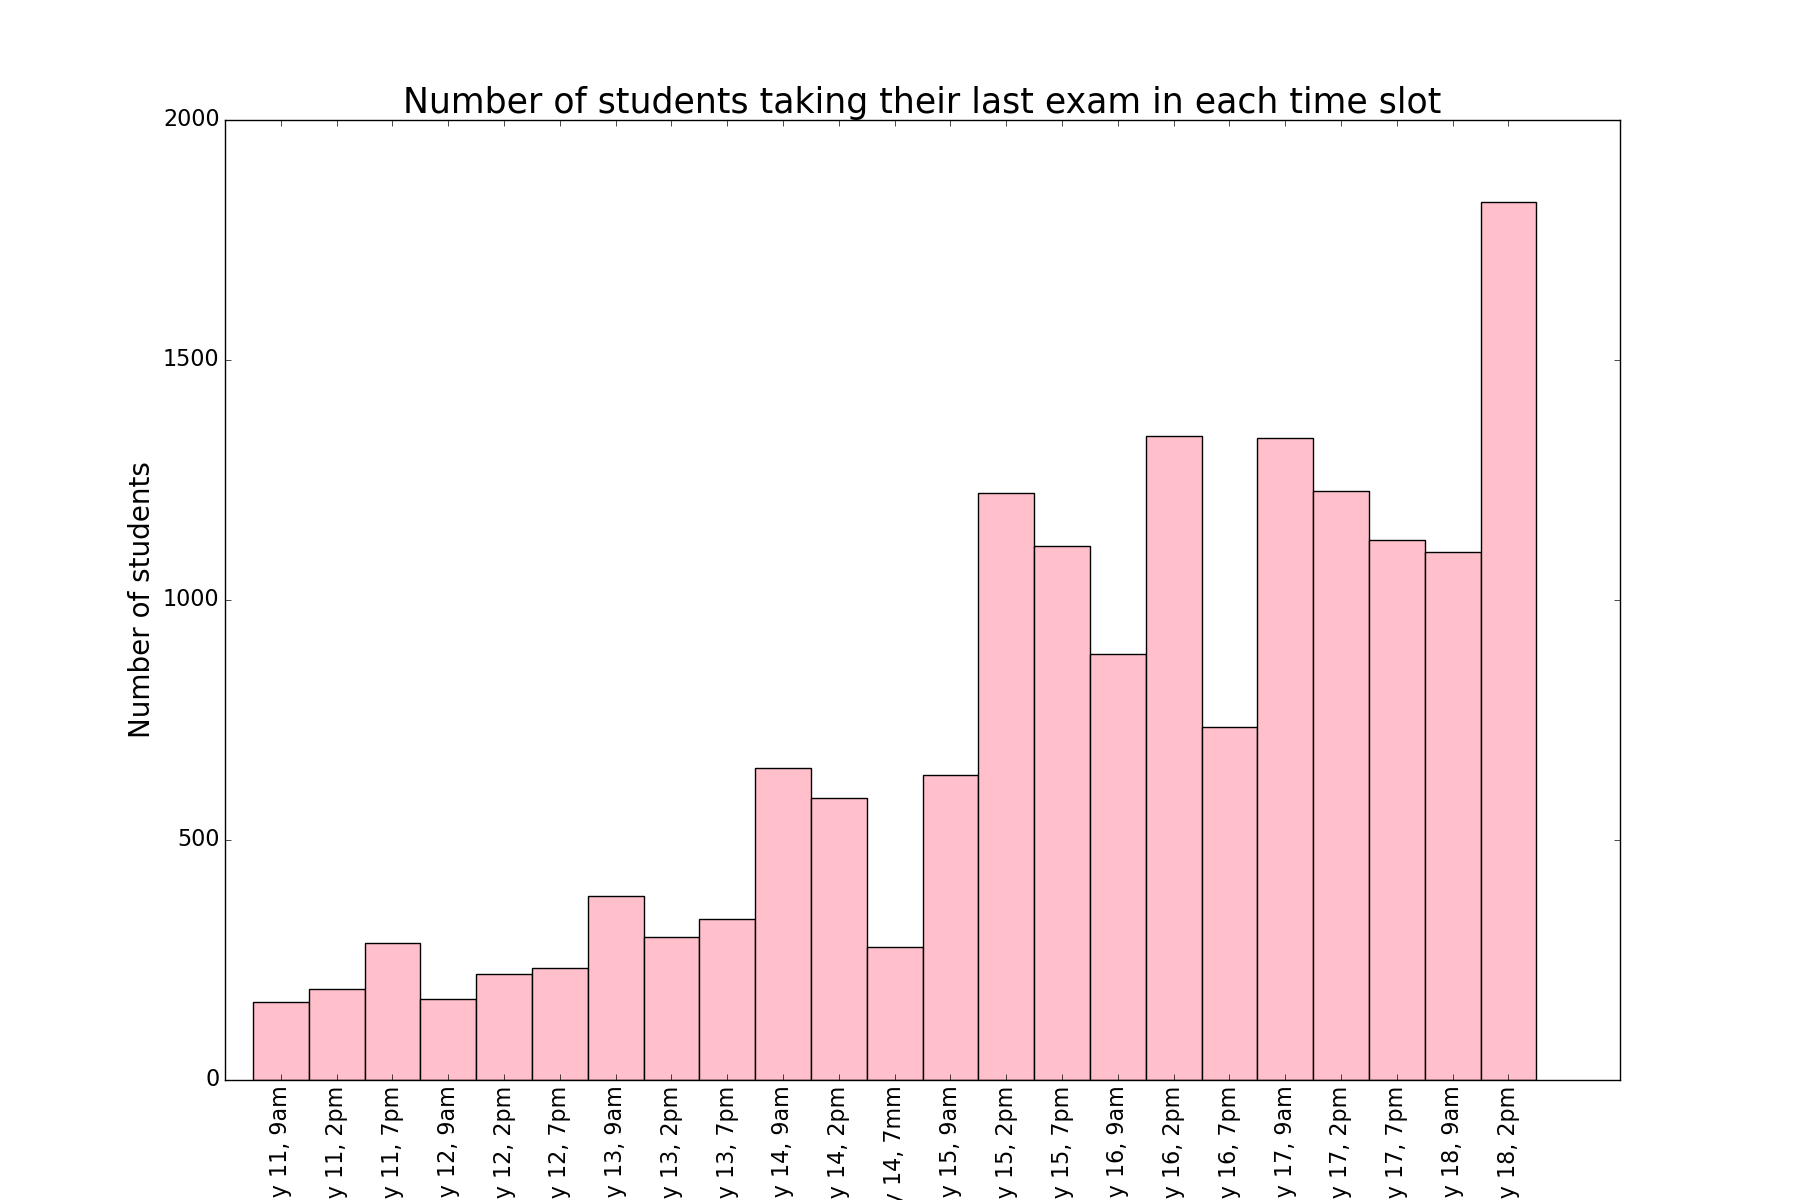 Number of students taking their last exam in each time slot
Number of students
2000
1500
1000
500
0
y 11, 9am
y 11, 2pm
y 11, 7pm
y 12, 9am
y 12, 2pm
y 12, 7pm
y 13, 9am
y 13, 2pm
y 13, 7pm
y 14, 9am
y 14, 2pm
y 14, 7mm
y 15, 9am
y 15, 2pm
y 15, 7pm
y 16, 9am
y 16, 2pm
y 16, 7pm
y 17, 9am
y 17, 2pm
y 17, 7pm
y 18, 9am
y 18, 2pm